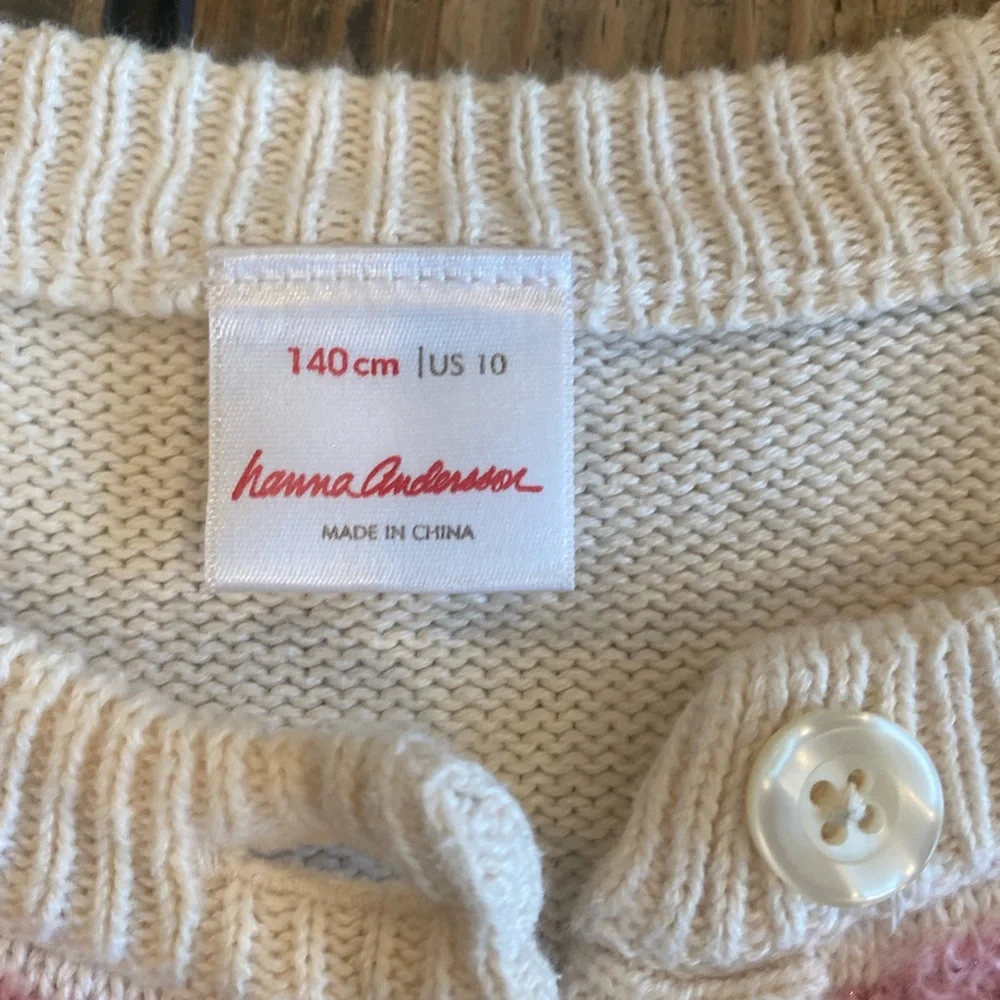 140cm | US 10
hanna Andersson
MADE IN CHINA